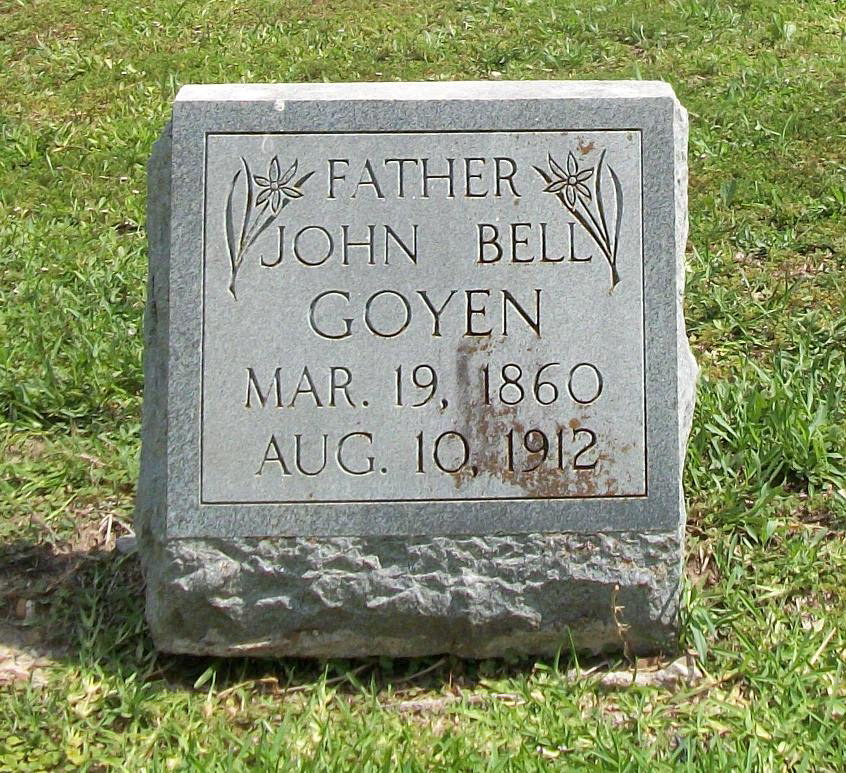 FATHER
JOHN BELL
GOYEN
MAR. 19, 1860
AUG. 10, 1912